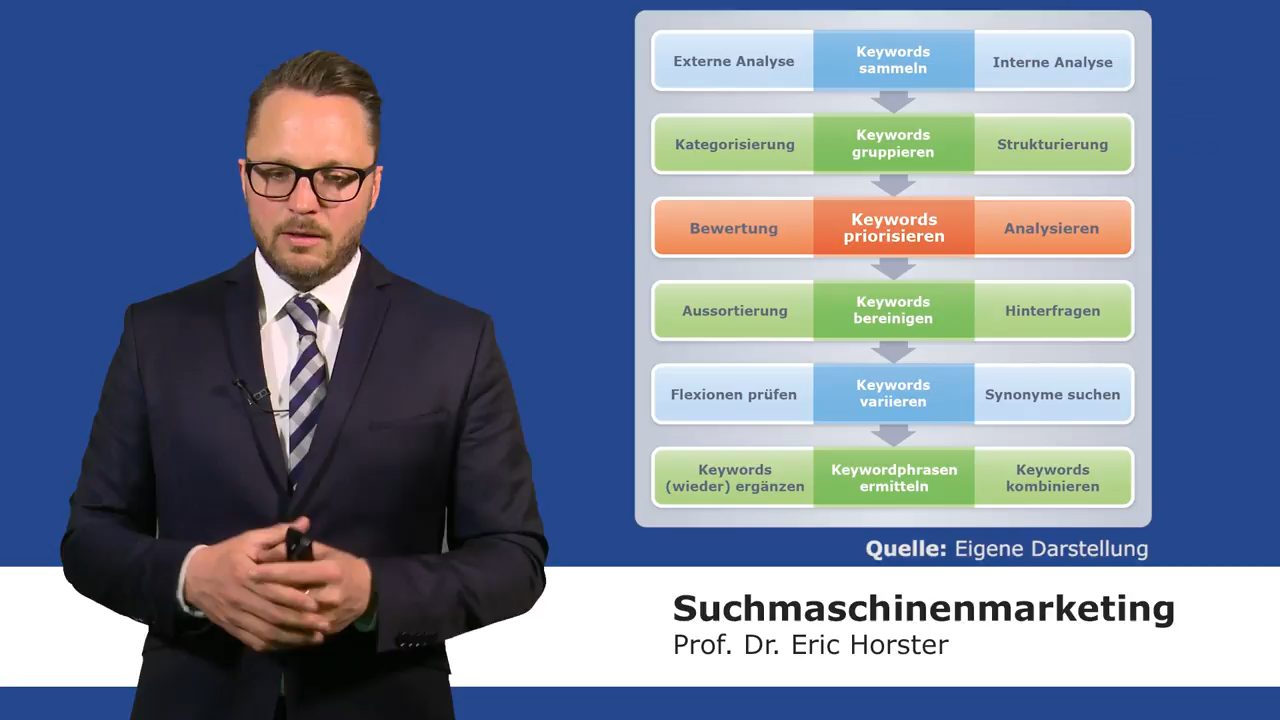 Externe Analyse
Keywords
sammeln
Interne Analyse
Kategorisierung
Keywords
gruppieren
Strukturierung
Bewertung
Keywords
priorisieren
Analysieren
Aussortierung
Keywords
bereinigen
Hinterfragen
Flexionen prüfen
Keywords
variieren
Synonyme suchen
Keywords
(wieder) ergänzen
Keywordphrasen
ermitteln
Keywords
kombinieren
Quelle: Eigene Darstellung
Suchmaschinenmarketing
Prof. Dr. Eric Horster